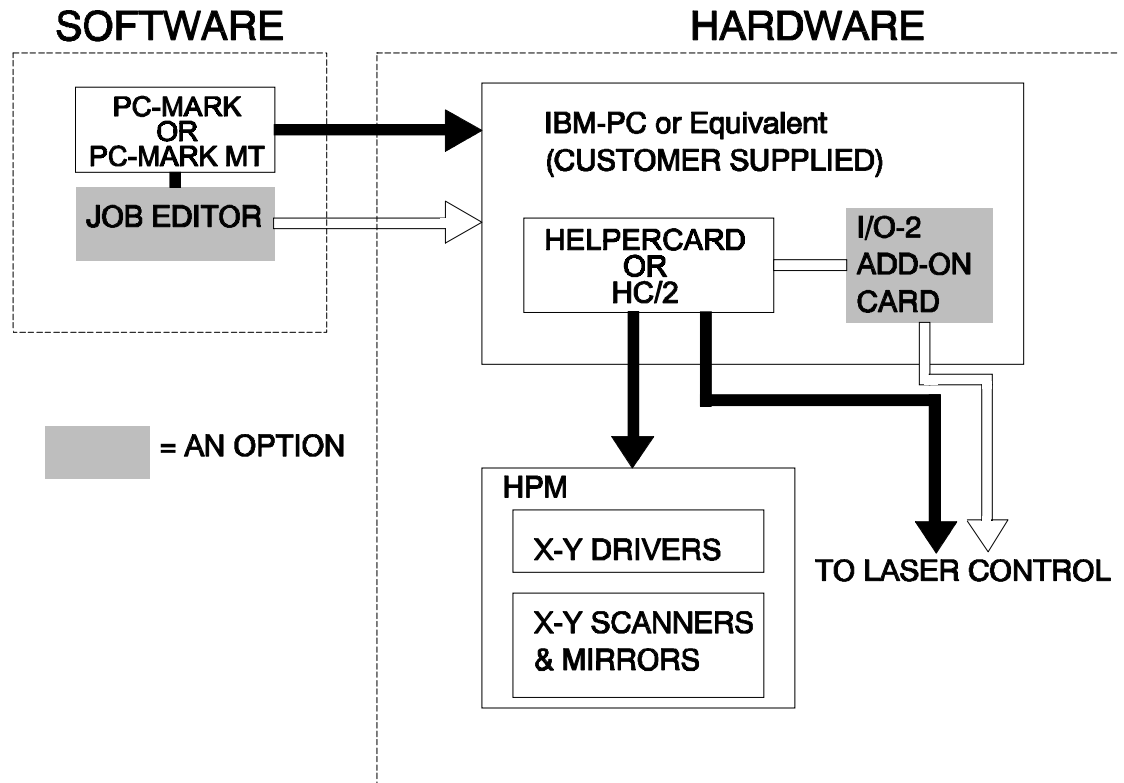 SOFTWARE
HARDWARE
PC-MARK
OR
PC-MARK MT
JOB EDITOR
IBM-PC or Equivalent
(CUSTOMER SUPPLIED)
HELPERCARD
OR
HC/2
I/O-2
ADD-ON
CARD
= AN OPTION
HPM
X-Y DRIVERS
X-Y SCANNERS
& MIRRORS
TO LASER CONTROL